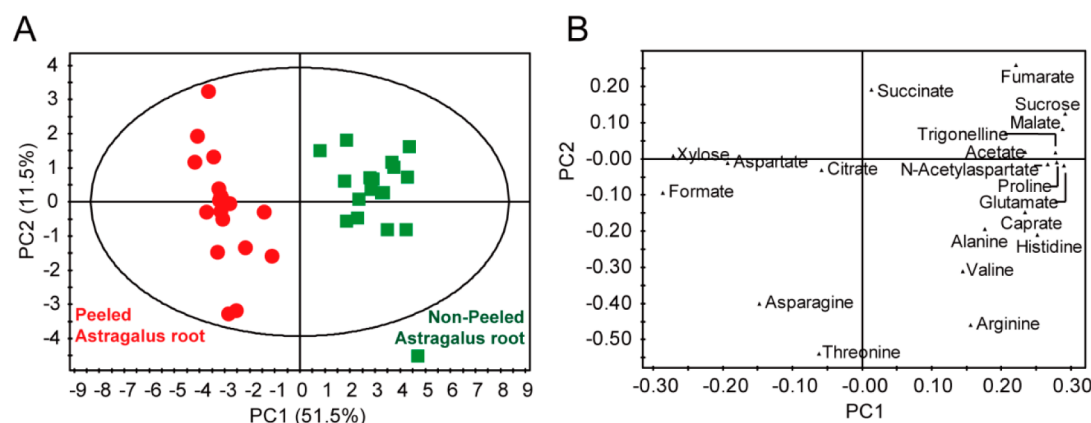 A
PC2 (11.5%)
4
3
2
1
0
-1
-2
-3
-4
Peeled
Astragalus root
Non-Peeled
Astragalus root
-9 -8 -7 -6 -5 -4 -3 -2 -1 0 1 2 3 4 5 6 7 8 9
PC1 (51.5%)
B
PC2
0.20
0.10
-0.00
-0.10
-0.20
-0.30
-0.40
-0.50
Fumarate
Succinate
Sucrose
Malate
Trigonelline
Acetate
Xylose
Aspartate
Citrate
N-Acetylaspartate
Formate
Proline
Glutamate
Caprate
Alanine
Histidine
Valine
Asparagine
Arginine
Threonine
-0.30 -0.20 -0.10 -0.00 0.10 0.20 0.30
PC1